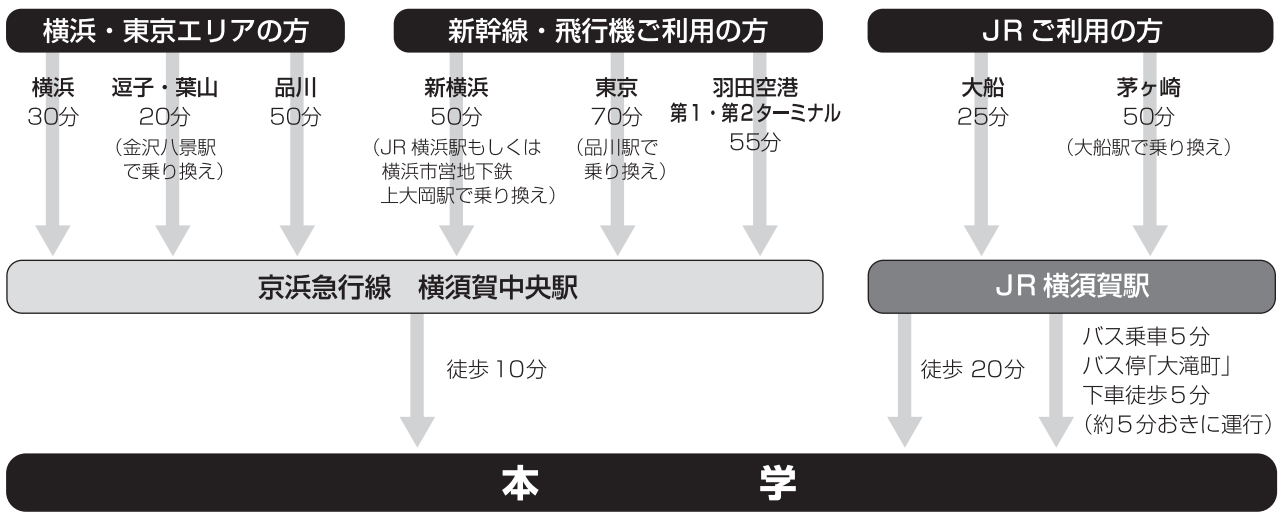 横浜・東京エリアの方
横浜
30分
逗子・葉山
20分
(金沢八景駅
で乗り換え)
品川
50分
新幹線・飛行機ご利用の方
新横浜
50分
(JR 横浜駅もしくは
横浜市営地下鉄
上大岡駅で乗り換え)
東京
70分
(品川駅で
乗り換え)
羽田空港
第1・第2ターミナル
55分
JR ご利用の方
大船
25分
茅ヶ崎
50分
(大船駅で乗り換え)
京浜急行線　横須賀中央駅
JR 横須賀駅
徒歩 10分
徒歩 20分
バス乗車5分
バス停「大滝町」
下車徒歩5分
(約5分おきに運行)
本　学